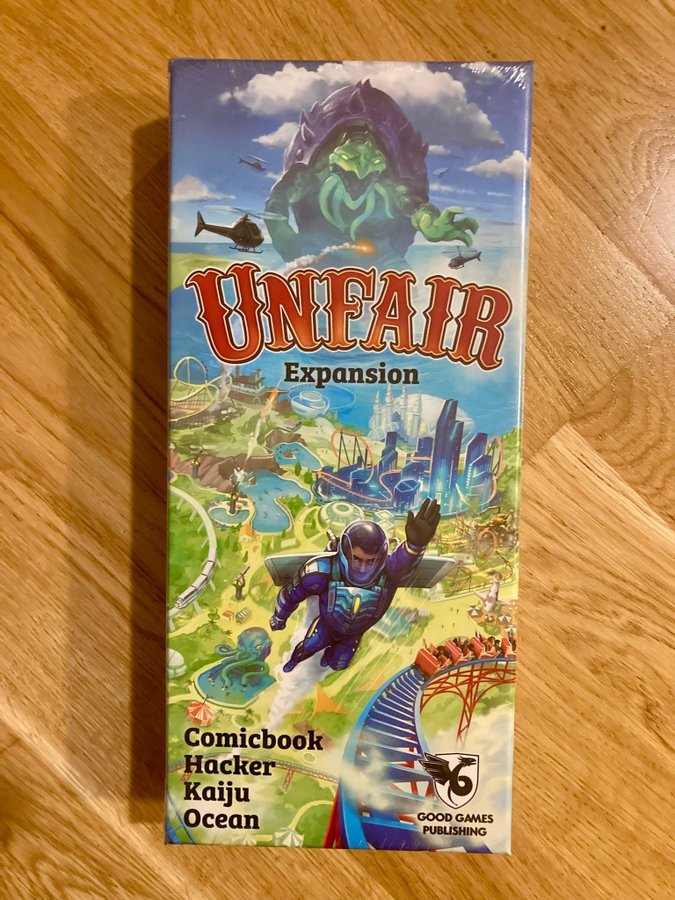 UNFAIR
Expansion
Comicbook
Hacker
Kaiju
Ocean
GOOD GAMES
PUBLISHING